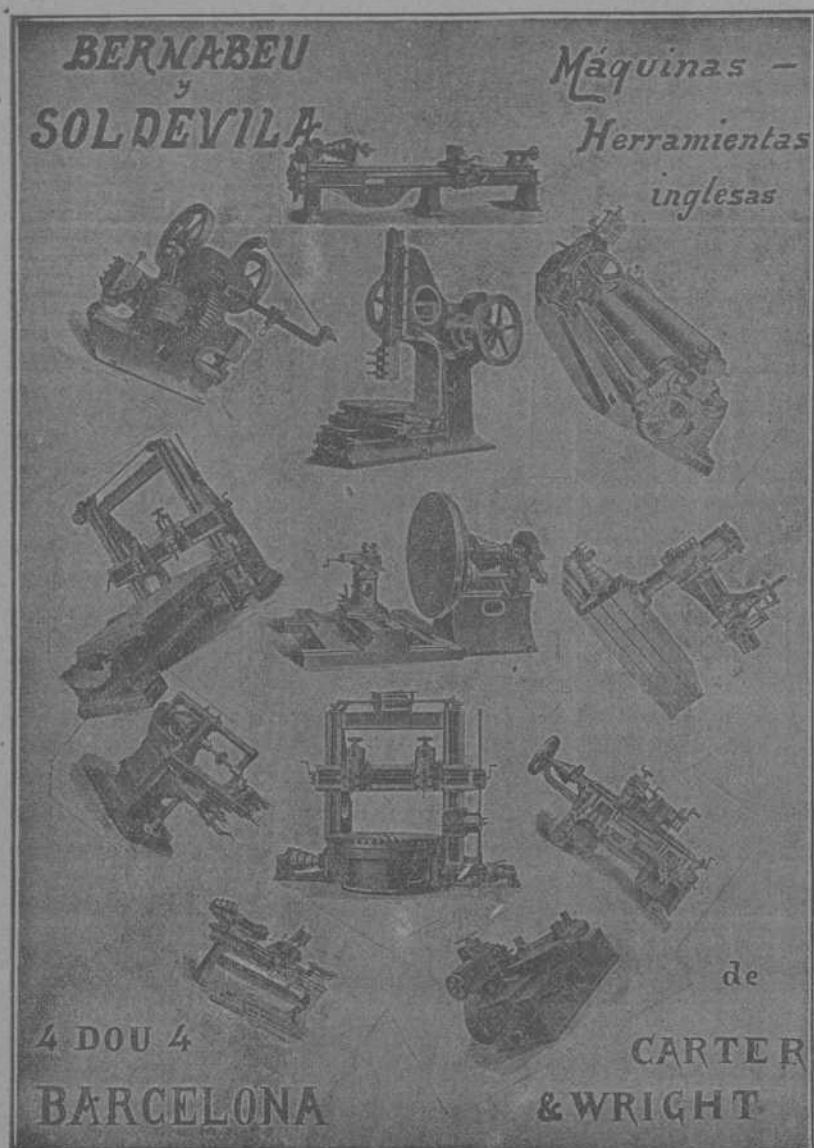 BERNABEU
y
SOLDEVILA
Máquinas -
Herramientas
inglesas
de
CARTER
& WRIGHT
4 DOU 4
BARCELONA